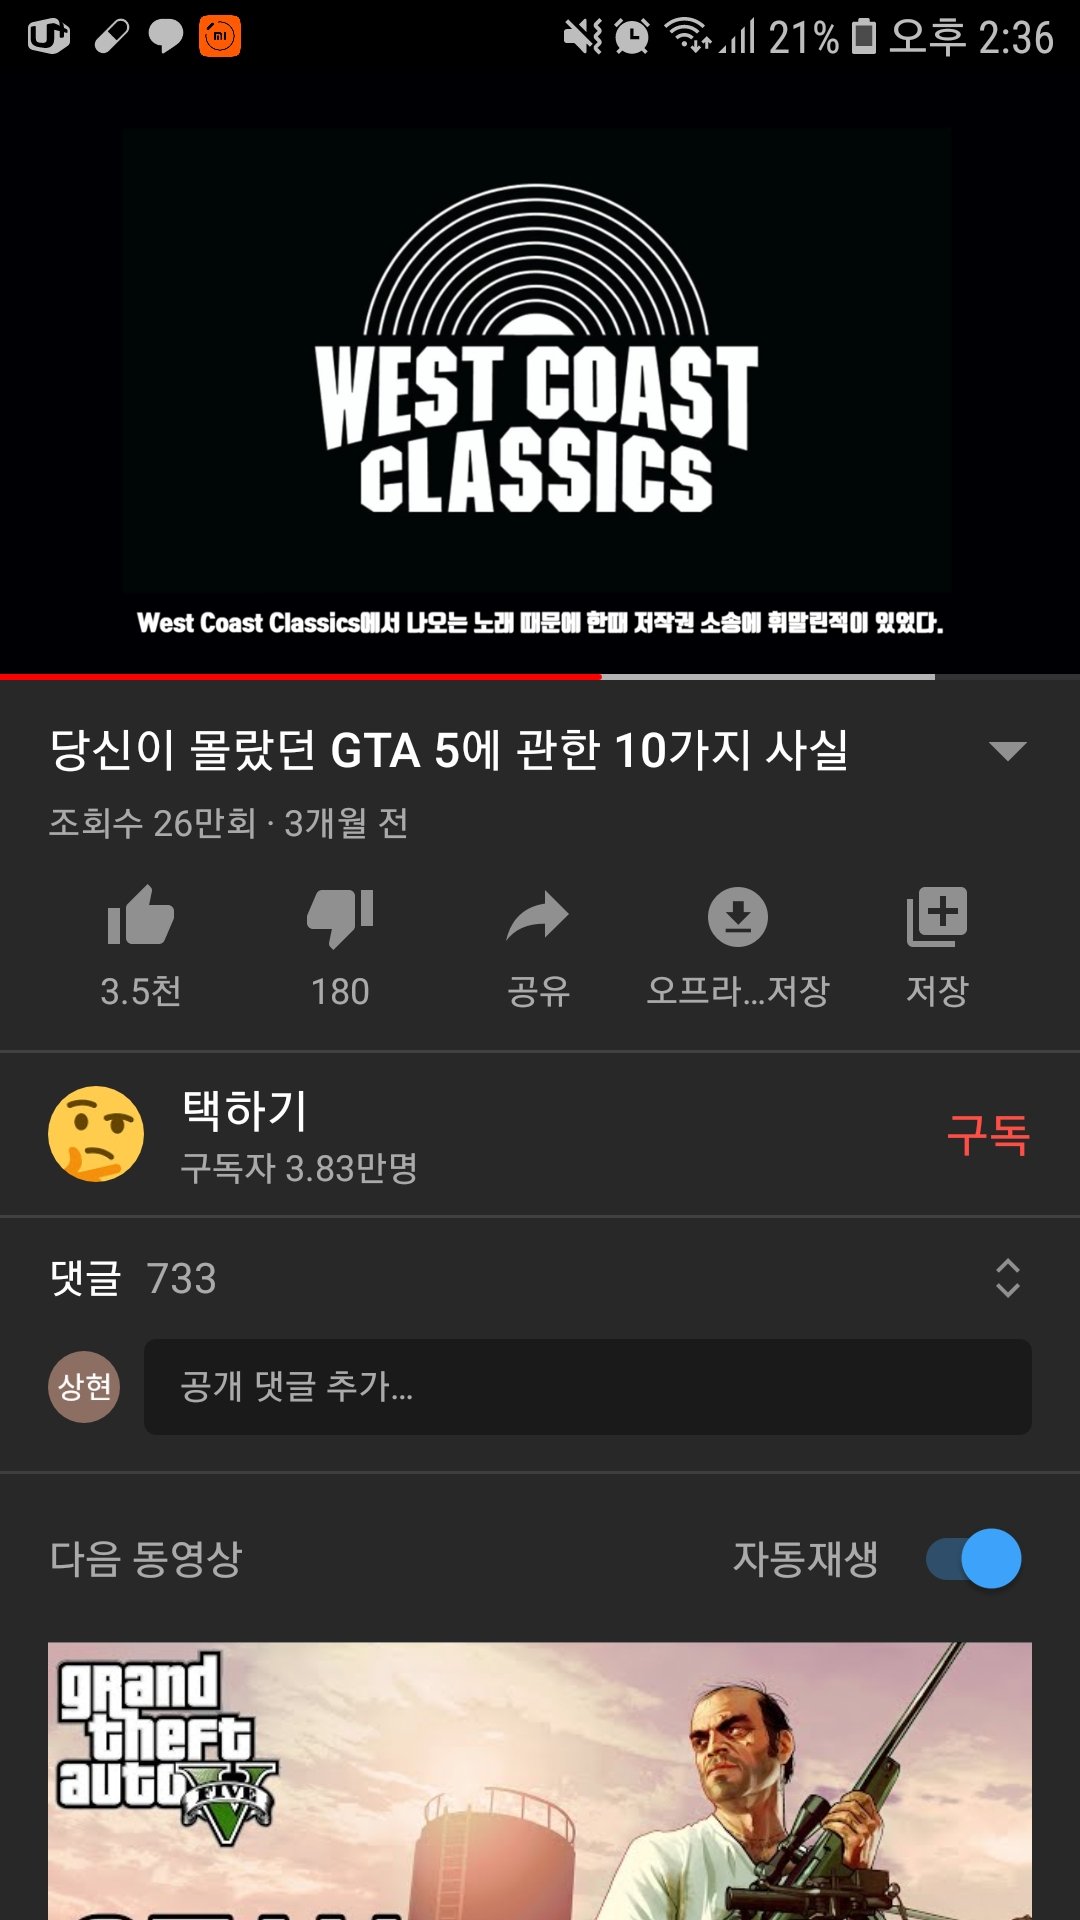 U+
mi
21% 오후 2:36
WEST COAST
CLASSICS
West Coast Classics에서 나오는 노래 때문에 한때 저작권 소송에 휘말린적이 있었다.
당신이 몰랐던 GTA 5에 관한 10가지 사실
조회수 26만회 · 3개월 전
3.5천
180
공유
오프라...저장
저장
택하기
구독자 3.83만명
구독
댓글 733
상현
공개 댓글 추가...
다음 동영상
자동재생
grand
theft
auto V
FIVE